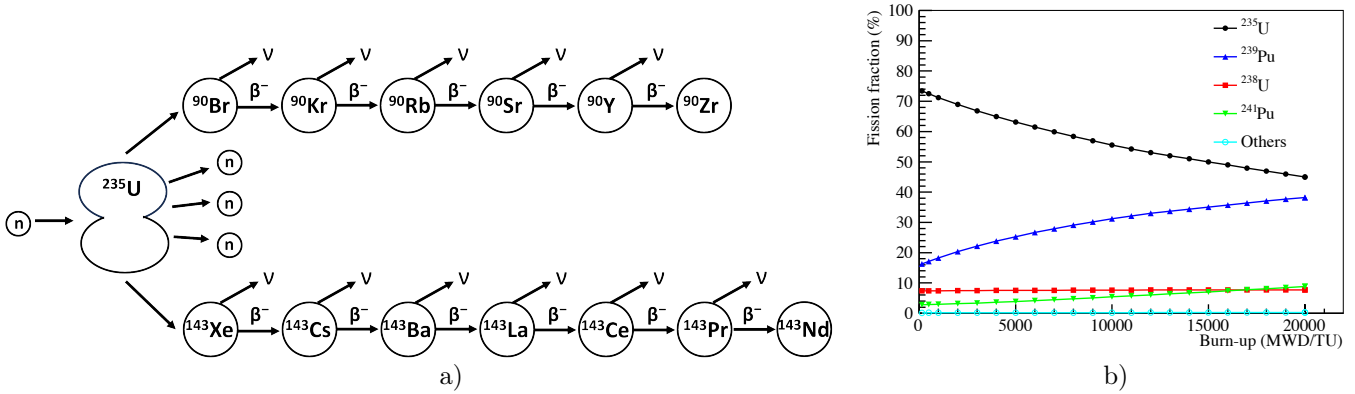 ν ν ν ν ν
⁹⁰Br β⁻ ⁹⁰Kr β⁻ ⁹⁰Rb β⁻ ⁹⁰Sr β⁻ ⁹⁰Y β⁻ ⁹⁰Zr
n
²³⁵U
n
n
n
ν ν ν ν ν ν
¹⁴³Xe β⁻ ¹⁴³Cs β⁻ ¹⁴³Ba β⁻ ¹⁴³La β⁻ ¹⁴³Ce β⁻ ¹⁴³Pr β⁻ ¹⁴³Nd
a)
Fission fraction (%)
100
90
80
70
60
50
40
30
20
10
0
²³⁵U
²³⁹Pu
²³⁸U
²⁴¹Pu
Others
0 5000 10000 15000 20000
Burn-up (MWD/TU)
b)